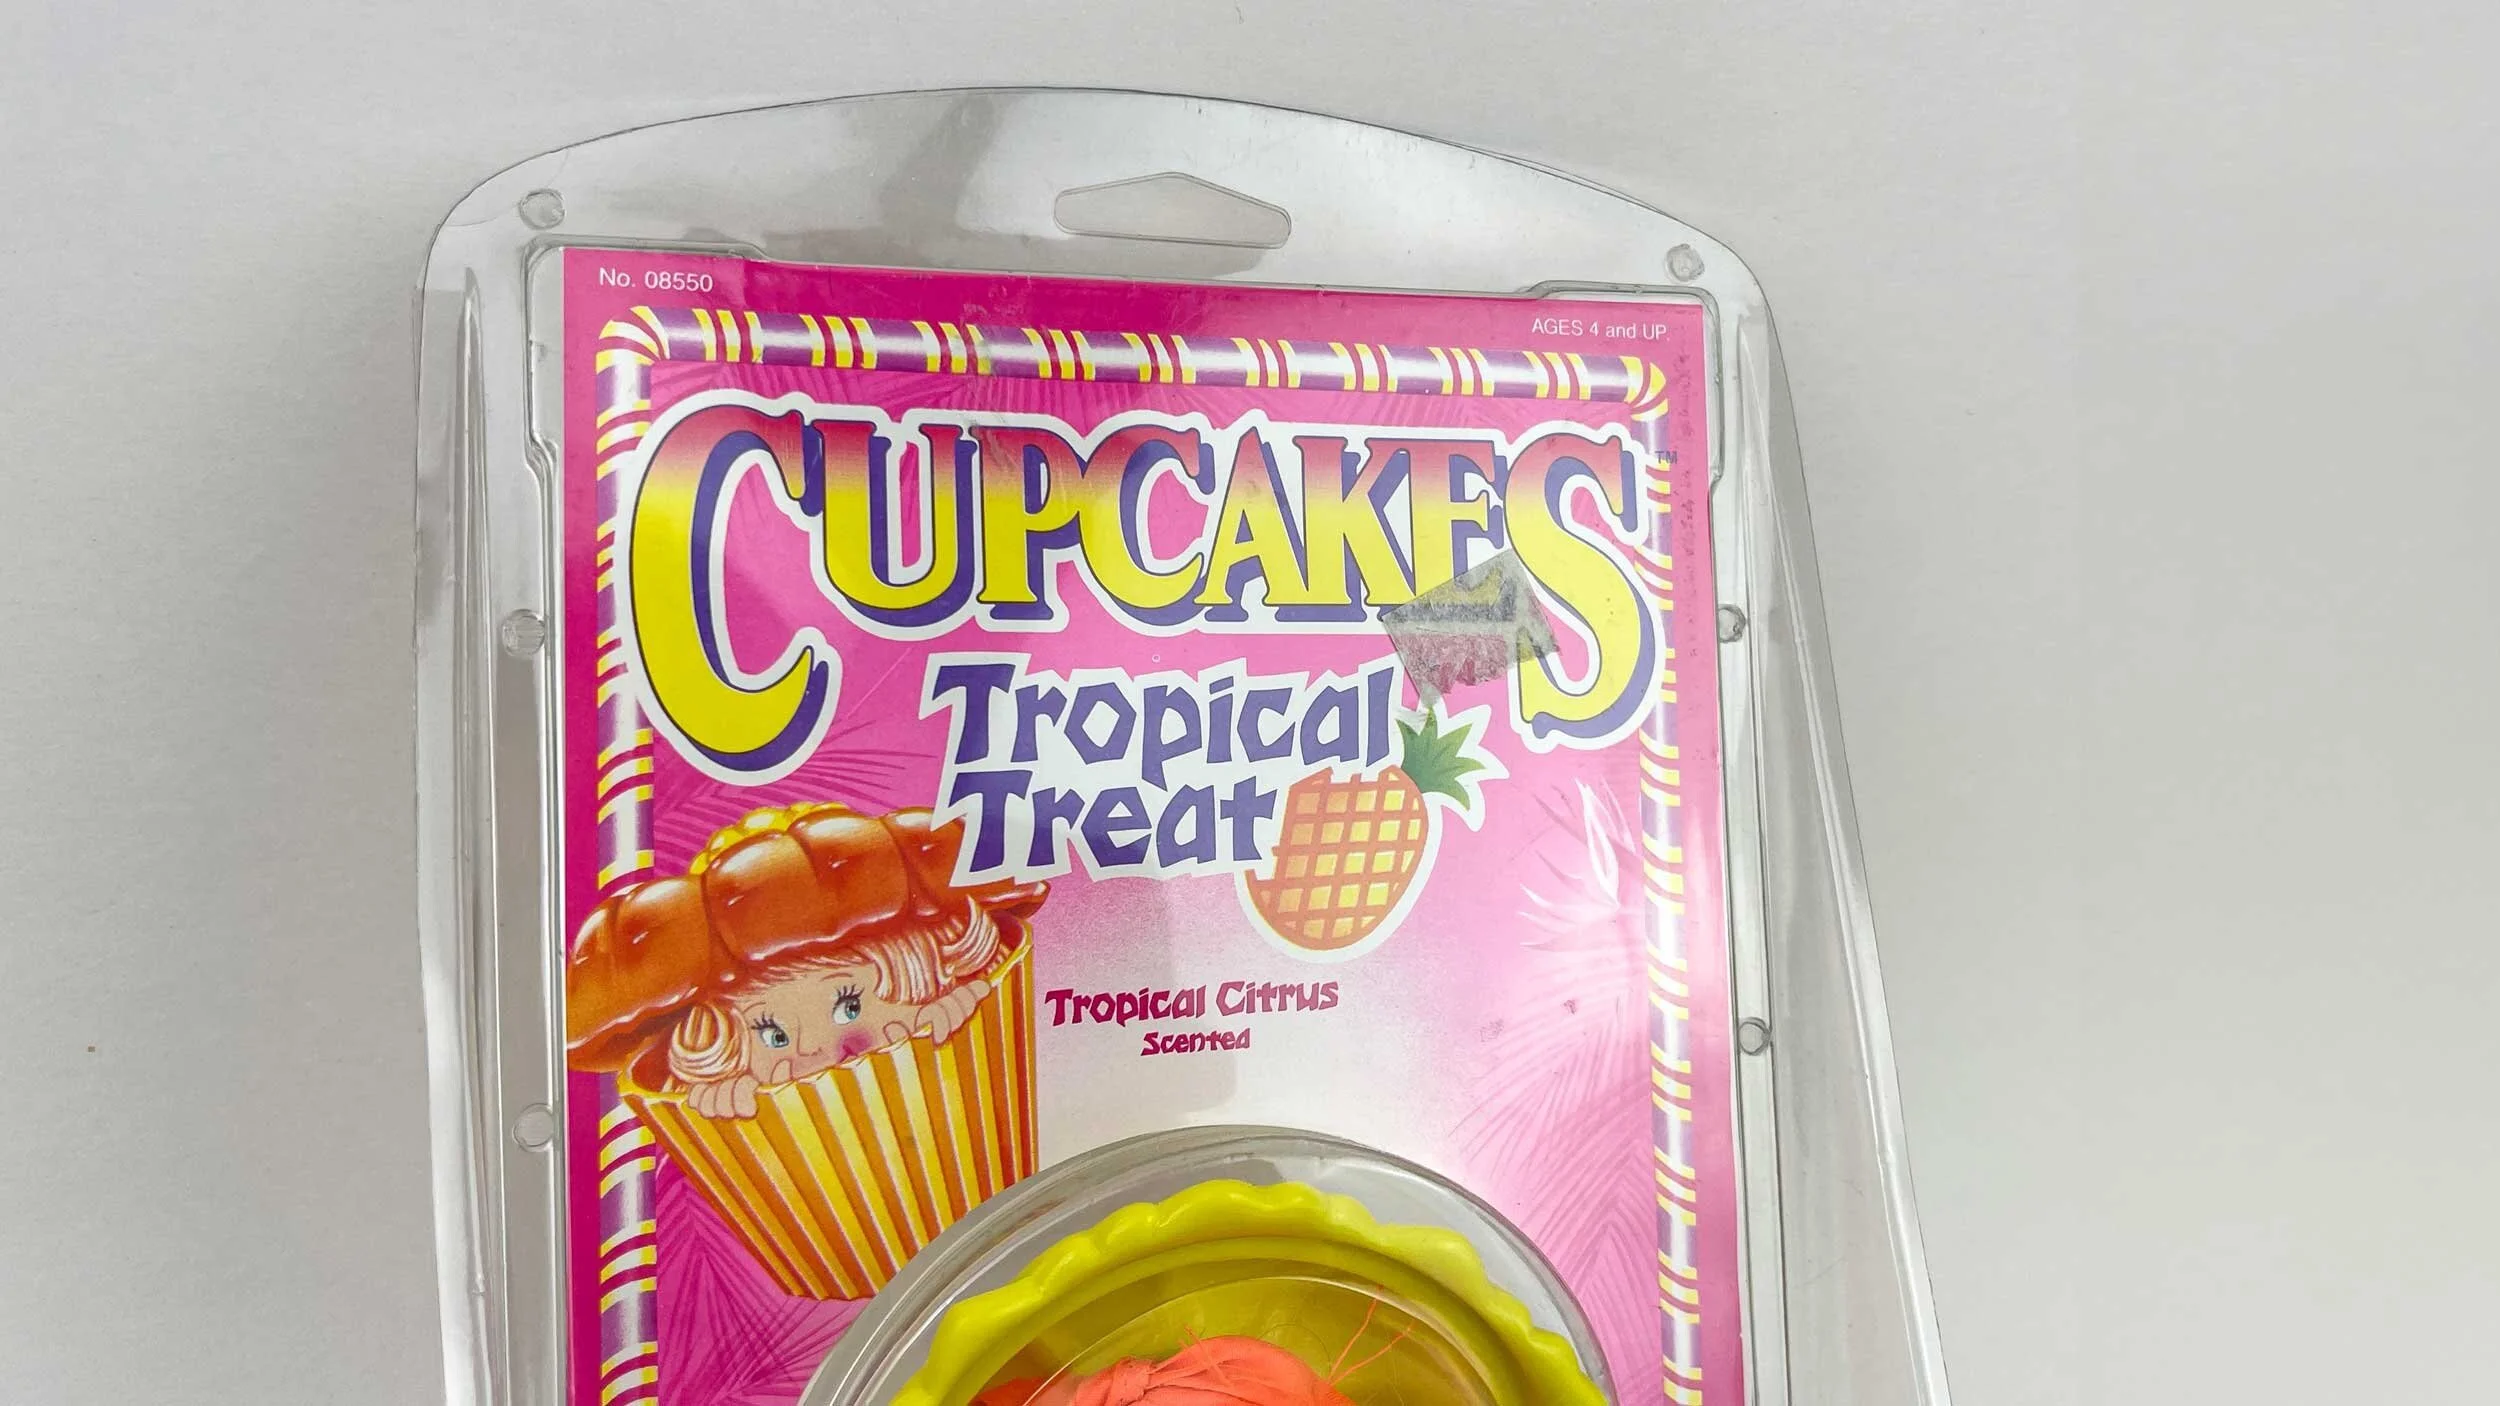 No. 08550
AGES 4 and UP.
CUPCAKES™
Tropical
Treat
Tropical Citrus
Scented